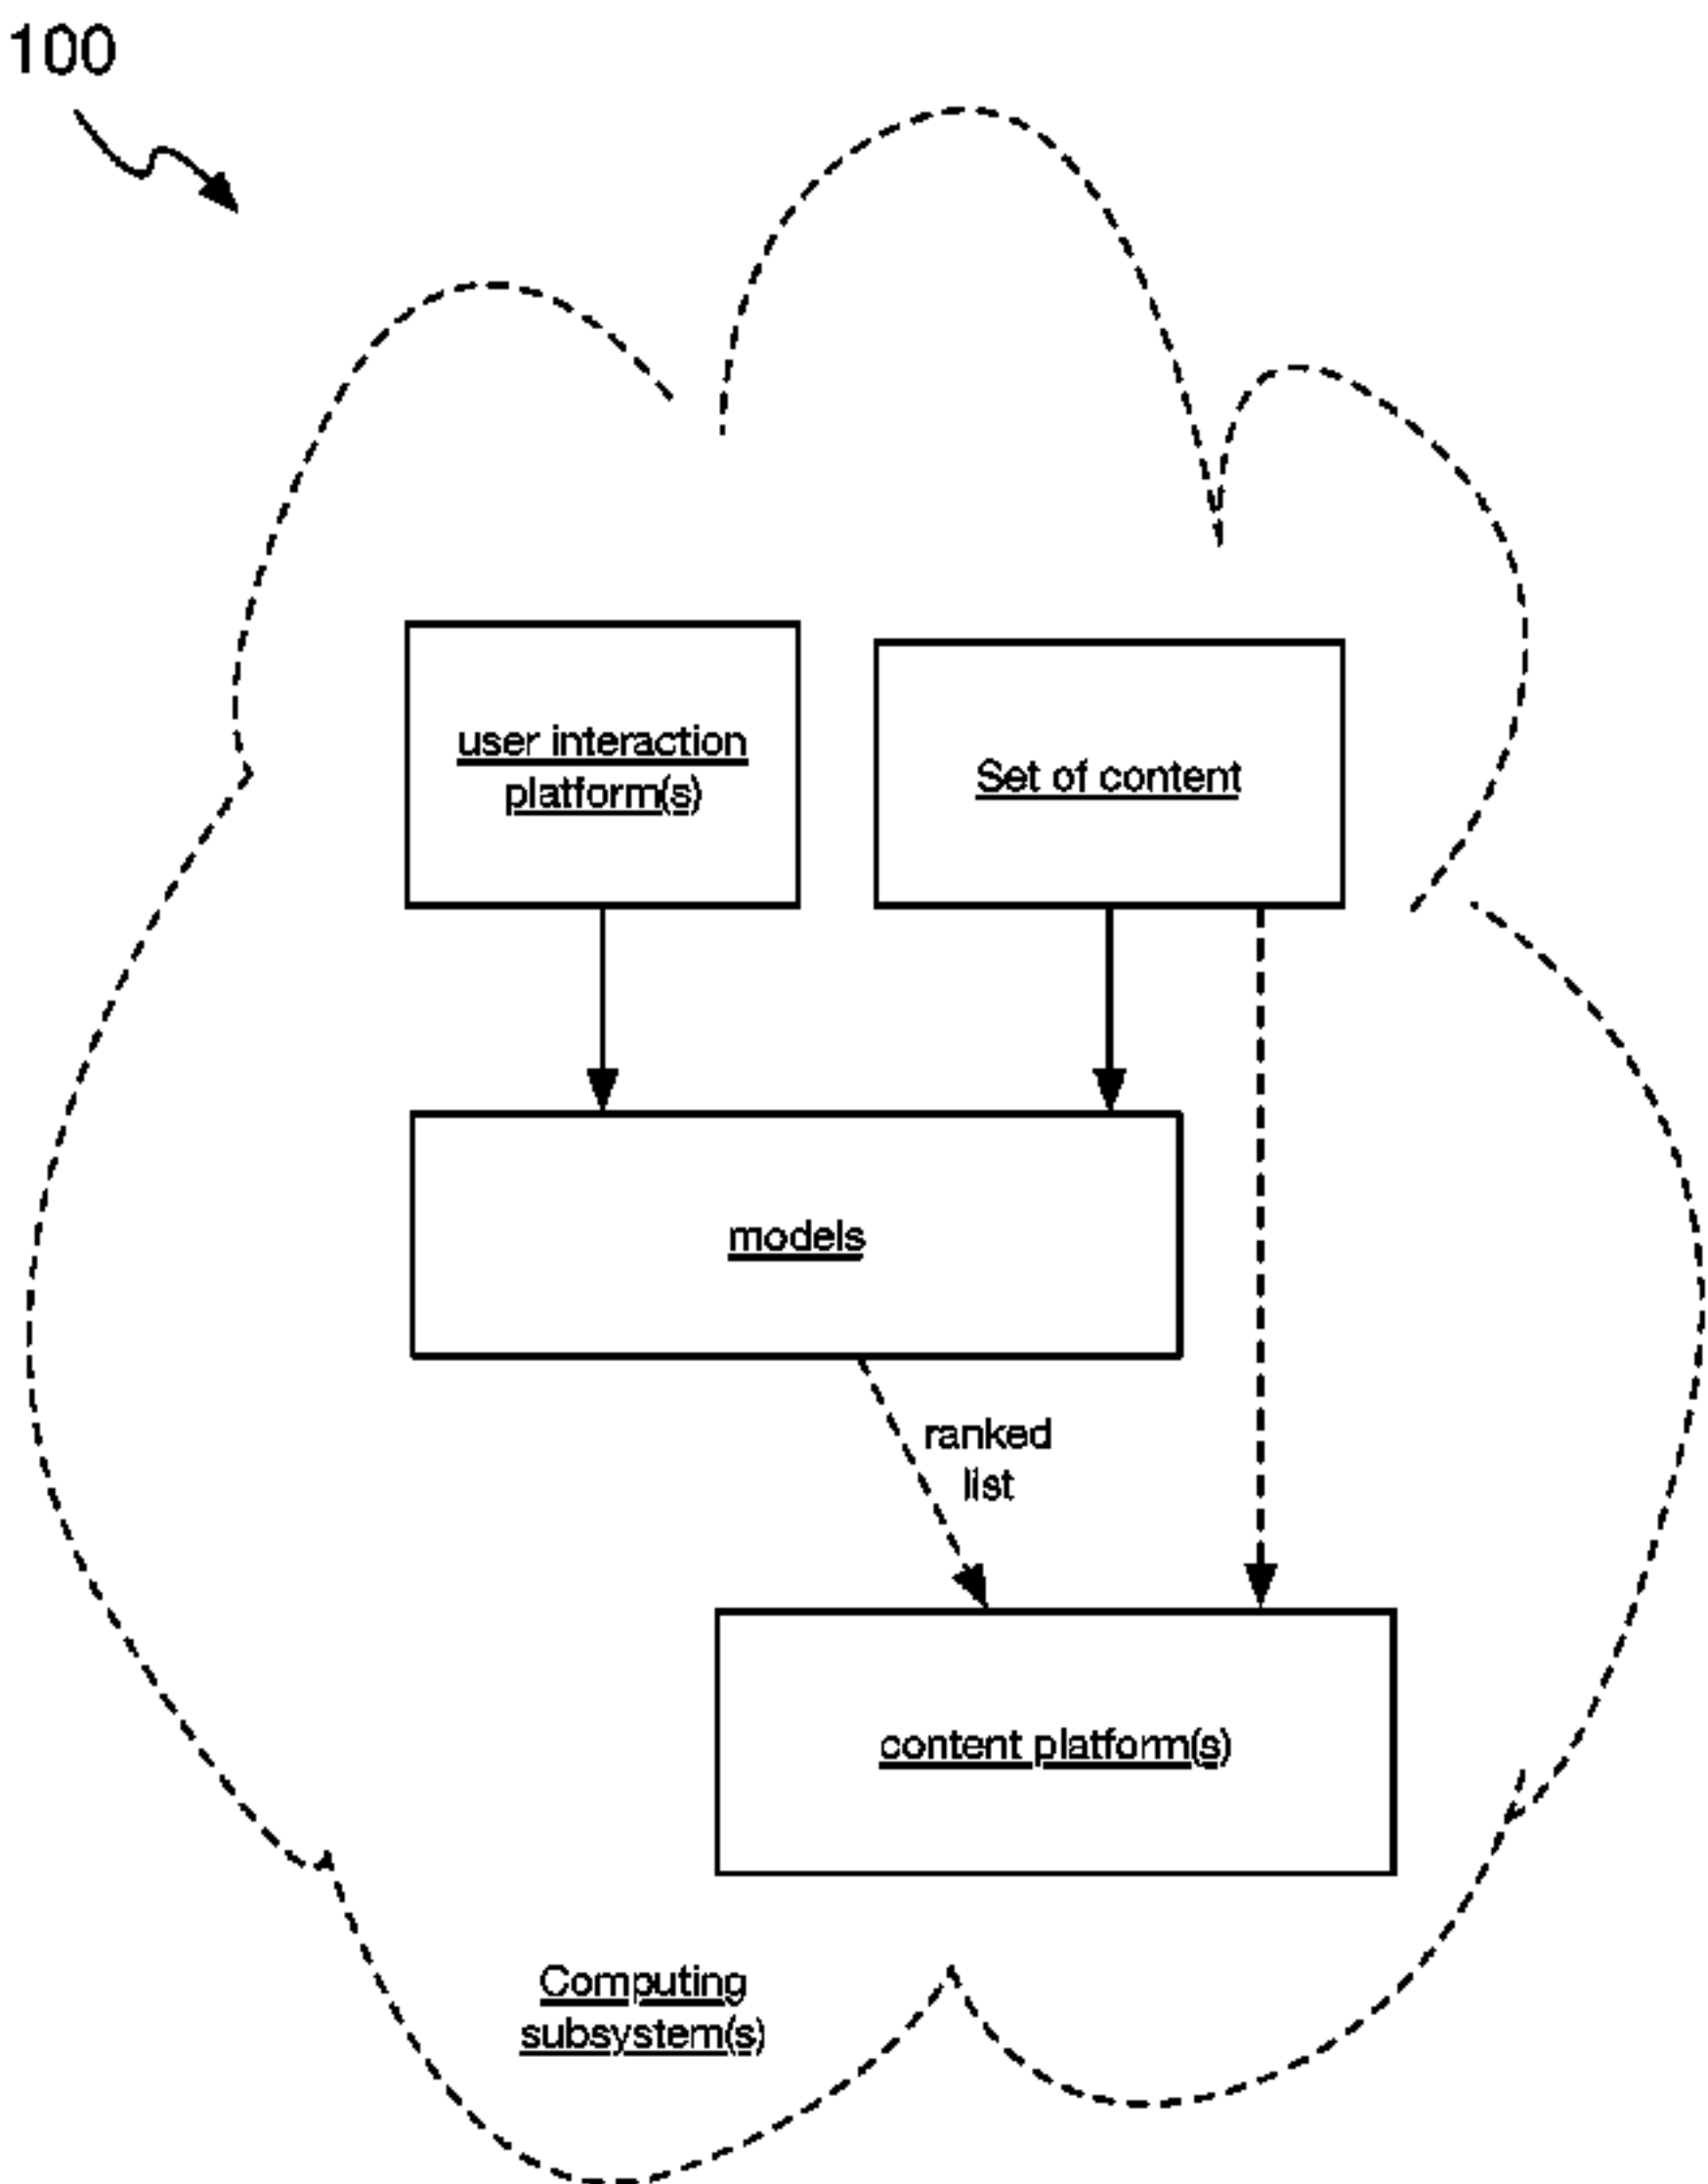 100
user interaction
platform(s)
Set of content
models
ranked
list
content platform(s)
Computing
subsystem(s)